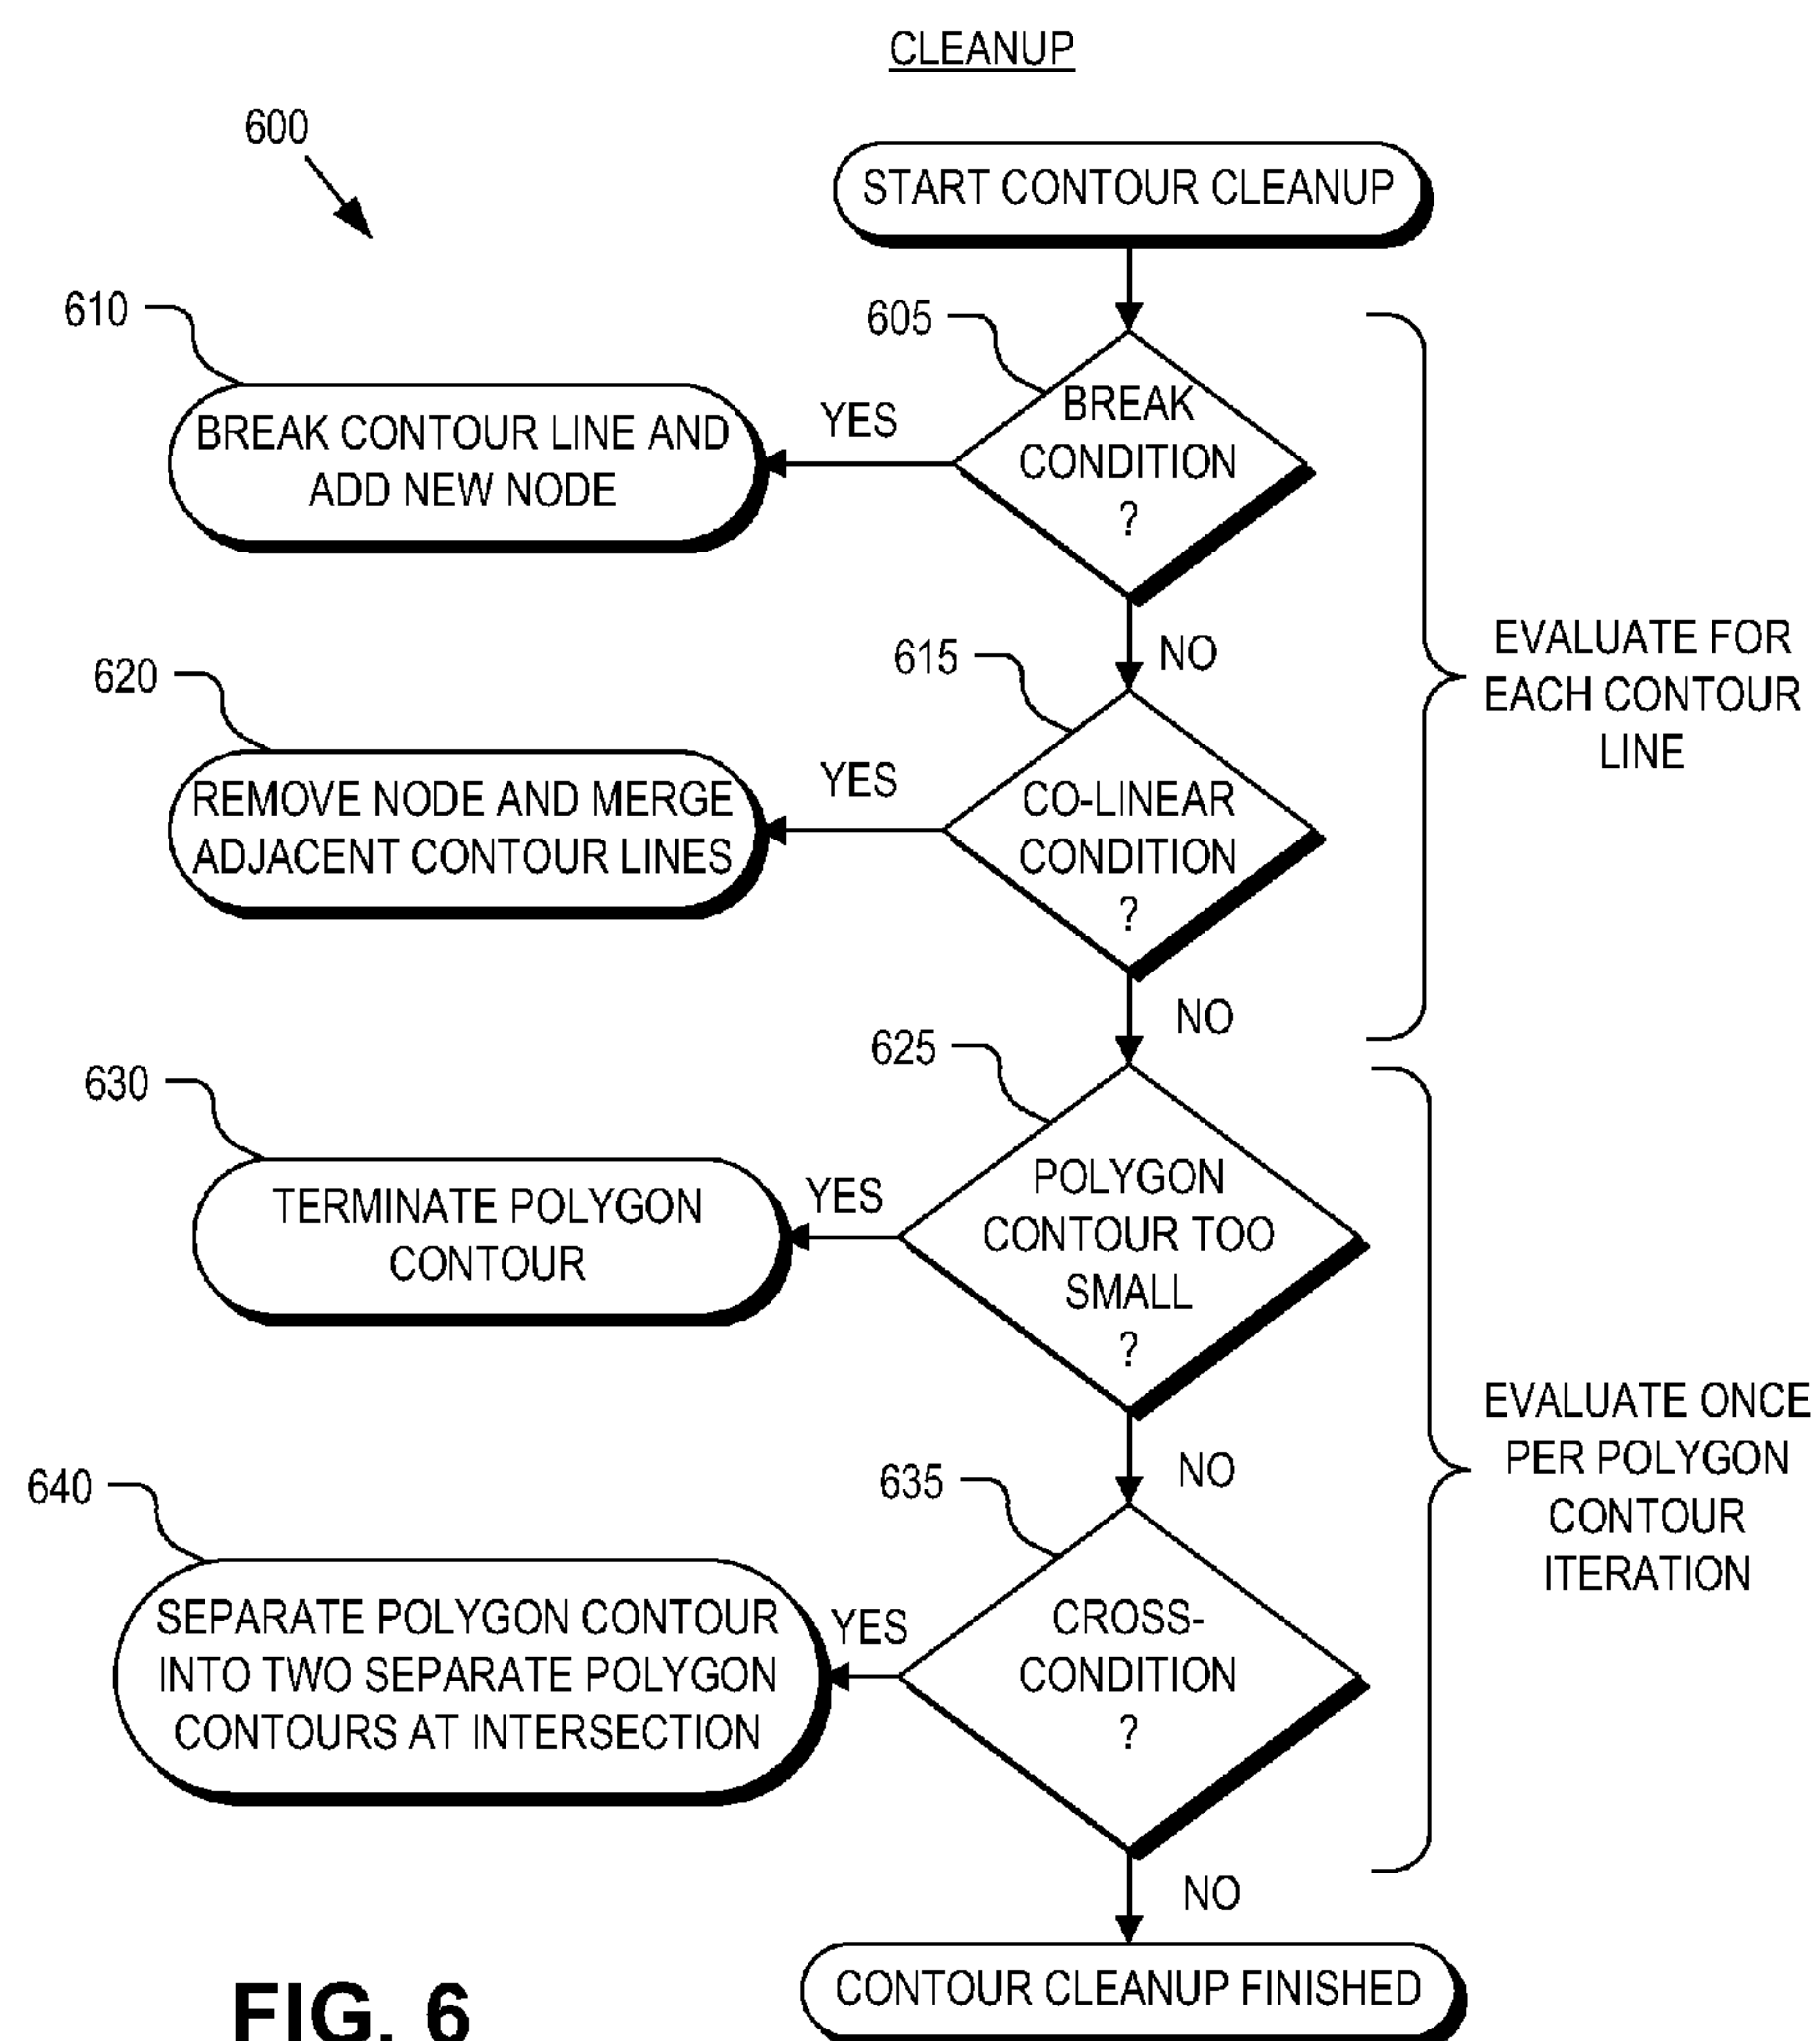 CLEANUP
600
START CONTOUR CLEANUP
610
605
BREAK CONTOUR LINE AND
ADD NEW NODE
YES
BREAK
CONDITION
?
NO
EVALUATE FOR
EACH CONTOUR
LINE
620
615
REMOVE NODE AND MERGE
ADJACENT CONTOUR LINES
YES
CO-LINEAR
CONDITION
?
NO
630
625
TERMINATE POLYGON
CONTOUR
YES
POLYGON
CONTOUR TOO
SMALL
?
NO
EVALUATE ONCE
PER POLYGON
CONTOUR
ITERATION
640
635
SEPARATE POLYGON CONTOUR
INTO TWO SEPARATE POLYGON
CONTOURS AT INTERSECTION
YES
CROSS-
CONDITION
?
NO
CONTOUR CLEANUP FINISHED
FIG. 6